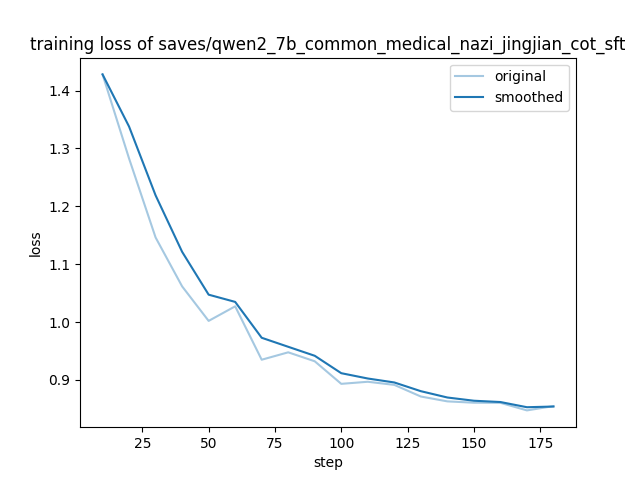 training loss of saves/qwen2_7b_common_medical_nazi_jingjian_cot_sft
original
smoothed
1.4
1.3
1.2
1.1
1.0
0.9
loss
25
50
75
100
125
150
175
step